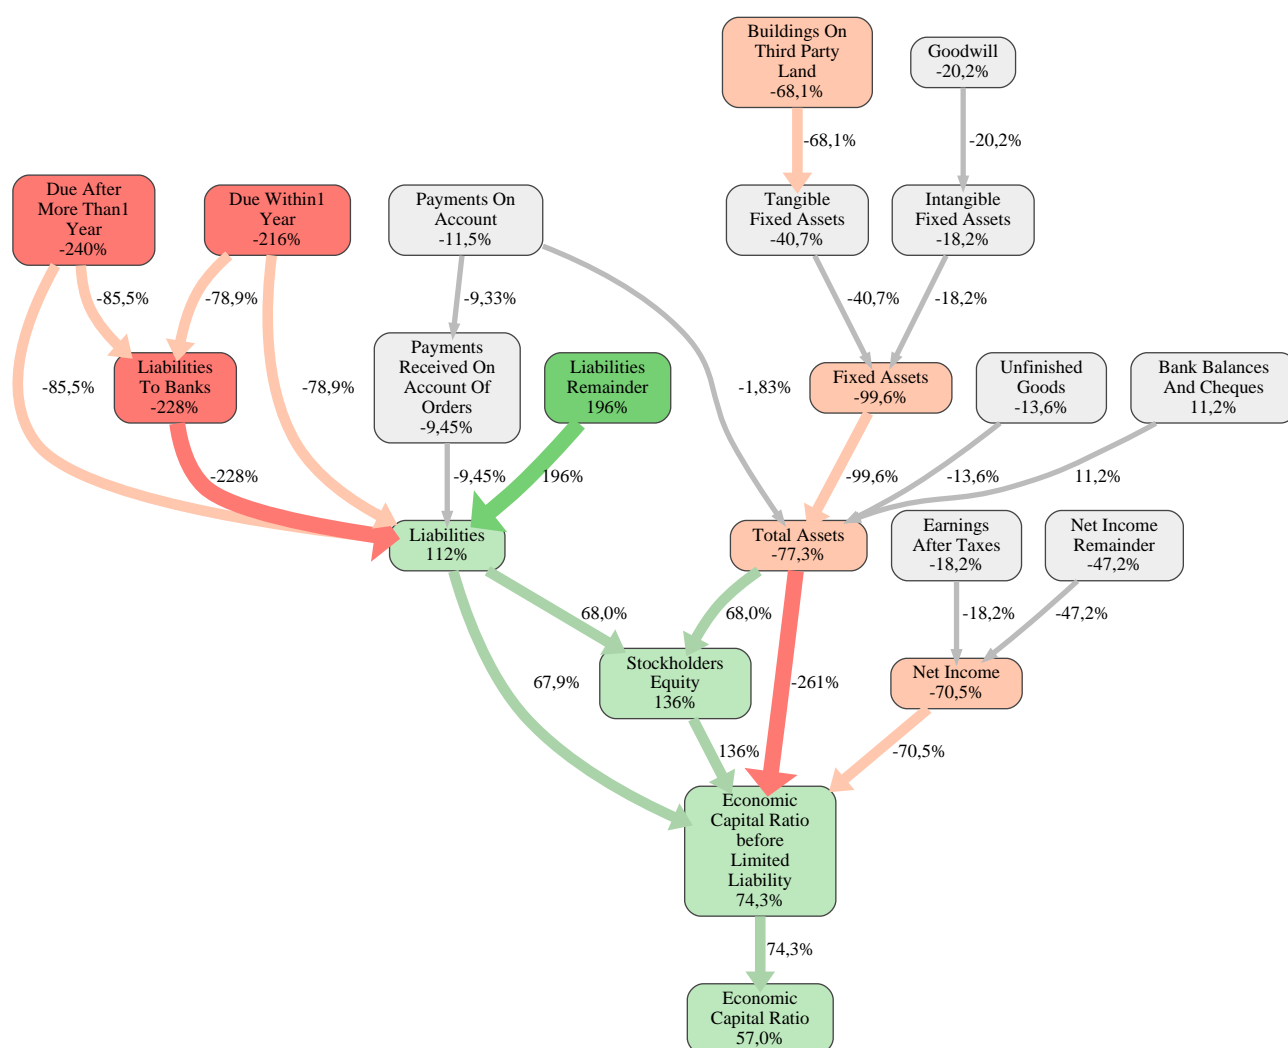 Buildings On
Third Party
Land
-68,1%
Goodwill
-20,2%
-68,1%
-20,2%
Due After
More Than1
Year
-240%
Due Within1
Year
-216%
Payments On
Account
-11,5%
Tangible
Fixed Assets
-40,7%
Intangible
Fixed Assets
-18,2%
-85,5%
-78,9%
-9,33%
-40,7%
-18,2%
Liabilities
To Banks
-228%
Payments
Received On
Account Of
Orders
-9,45%
Liabilities
Remainder
196%
Fixed Assets
-99,6%
Unfinished
Goods
-13,6%
Bank Balances
And Cheques
11,2%
-85,5%
-78,9%
-1,83%
-228%
-9,45%
196%
-99,6%
-13,6%
11,2%
Liabilities
112%
Total Assets
-77,3%
Earnings
After Taxes
-18,2%
Net Income
Remainder
-47,2%
68,0%
68,0%
-18,2%
-47,2%
67,9%
Stockholders
Equity
136%
-261%
Net Income
-70,5%
136%
-70,5%
Economic
Capital Ratio
before
Limited
Liability
74,3%
74,3%
Economic
Capital Ratio
57,0%